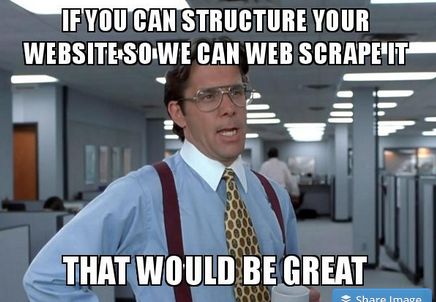 IF YOU CAN STRUCTURE YOUR
WEBSITE SO WE CAN WEB SCRAPE IT
THAT WOULD BE GREAT
Share Image